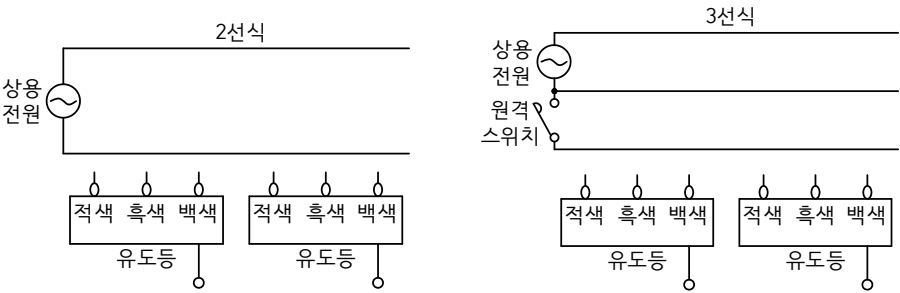 2선식
상용
전원
적색 흑색 백색 적색 흑색 백색
유도등 유도등
3선식
상용
전원
원격
스위치
적색 흑색 백색 적색 흑색 백색
유도등 유도등